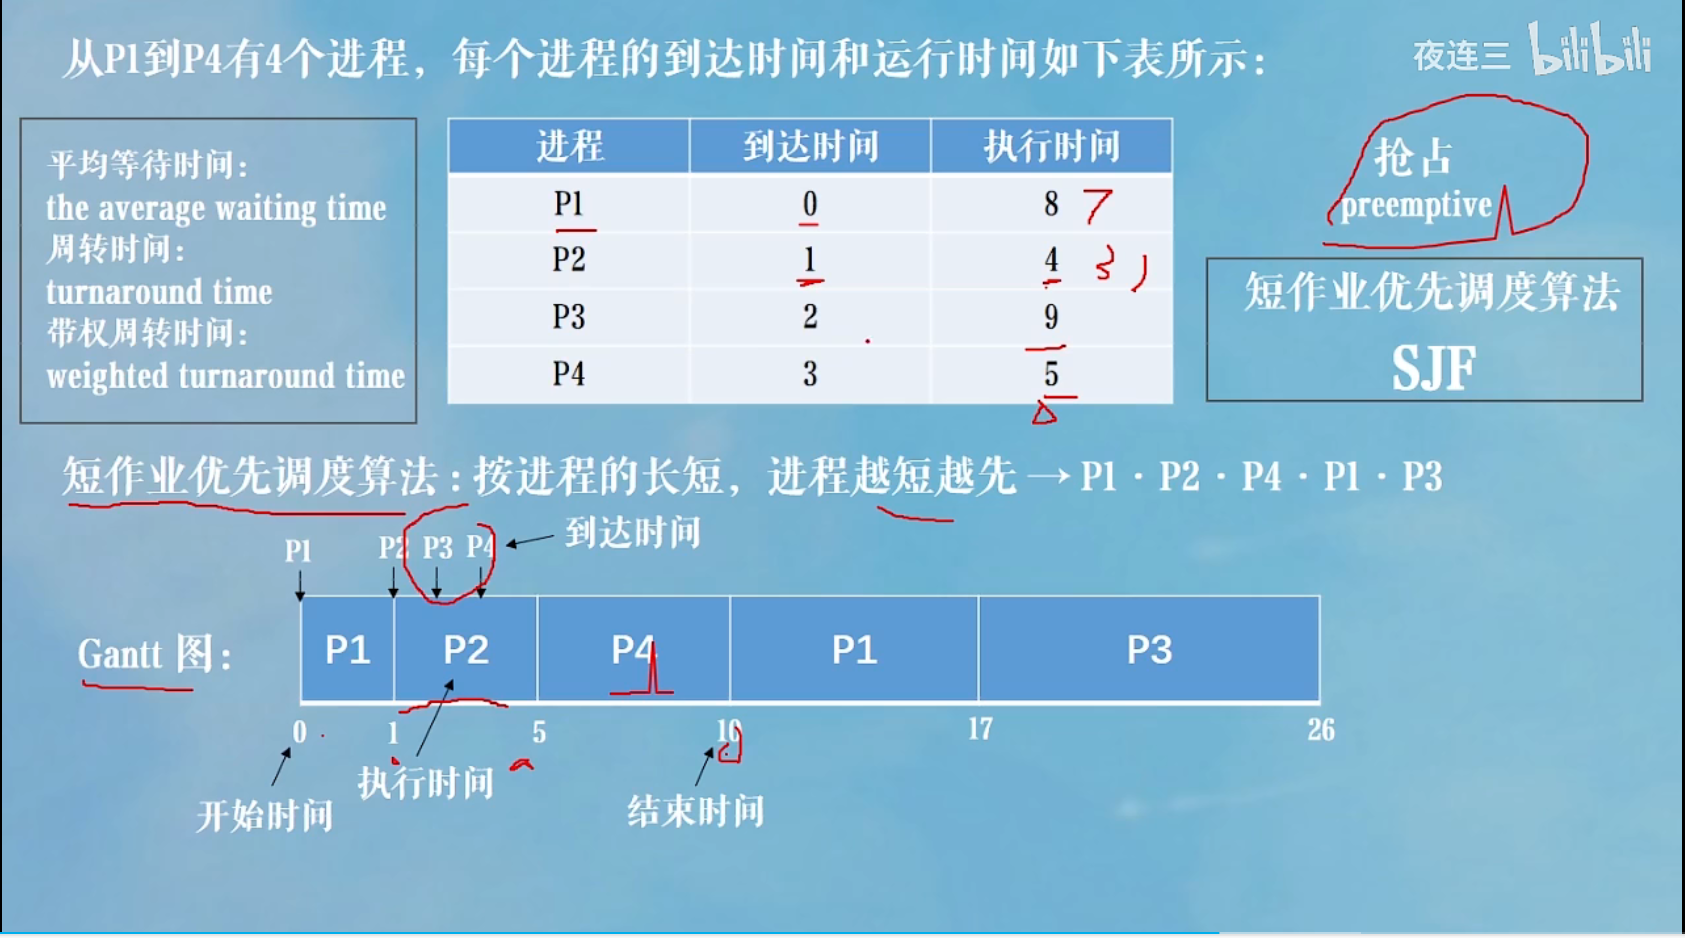 从P1到P4有4个进程，每个进程的到达时间和运行时间如下表所示：
夜连三 bilibili
平均等待时间：
the average waiting time
周转时间：
turnaround time
带权周转时间：
weighted turnaround time
进程 到达时间 执行时间
P1 0 8 7
P2 1 4 3
P3 2 9
P4 3 5
抢占
preemptive
短作业优先调度算法
SJF
短作业优先调度算法：按进程的长短，进程越短越先→P1·P2·P4·P1·P3
P1 P2 P3 P4 到达时间
Gantt 图： P1 P2 P4 P1 P3
0 1 5 10 17 26
开始时间 执行时间 结束时间